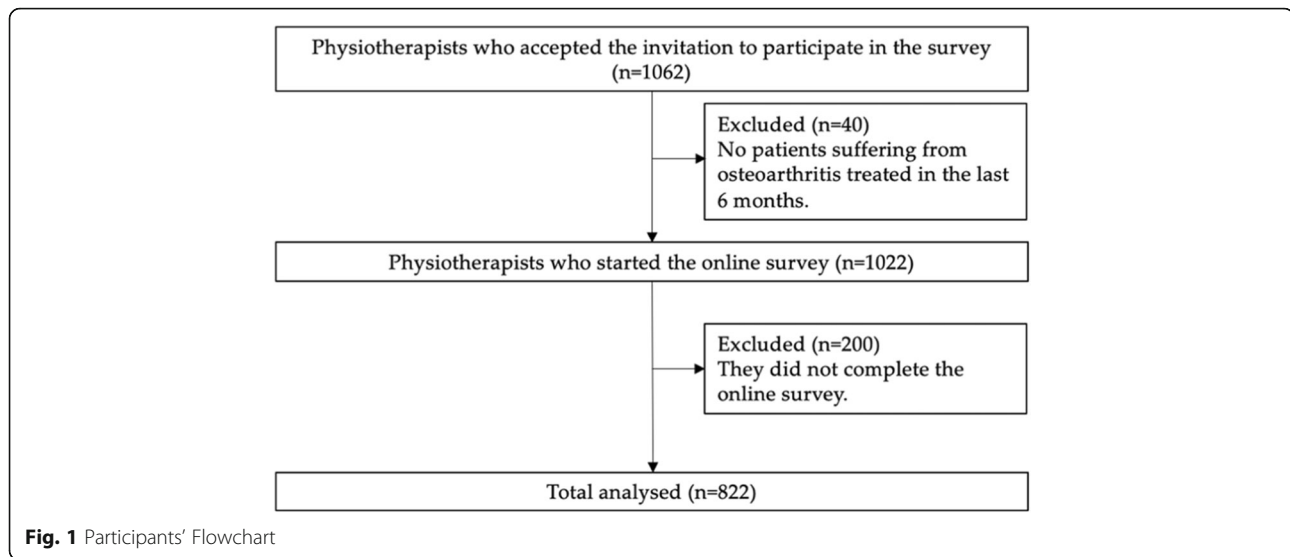 Physiotherapists who accepted the invitation to participate in the survey
(n=1062)
Excluded (n=40)
No patients suffering from
osteoarthritis treated in the last
6 months.
Physiotherapists who started the online survey (n=1022)
Excluded (n=200)
They did not complete the
online survey.
Total analysed (n=822)
Fig. 1 Participants’ Flowchart